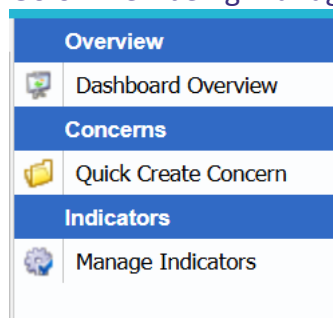 Overview
Dashboard Overview
Concerns
Quick Create Concern
Indicators
Manage Indicators